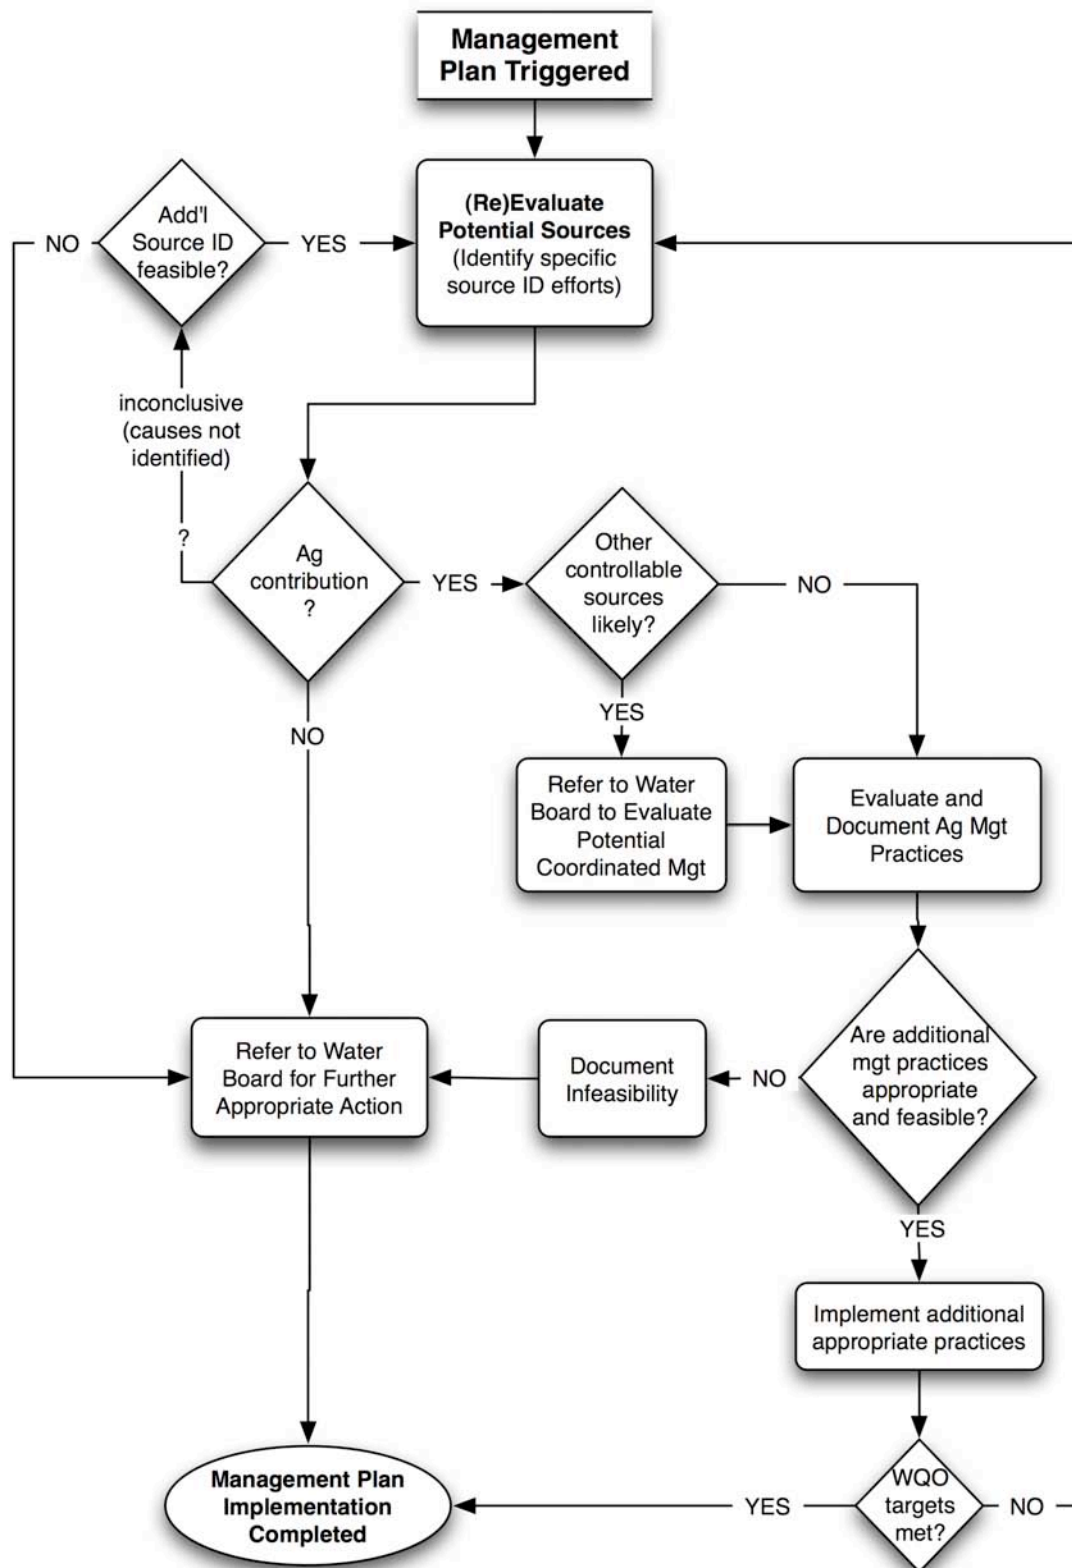 Management
Plan Triggered
Add'l
Source ID
feasible?
NO
YES
(Re)Evaluate
Potential Sources
(Identify specific
source ID efforts)
inconclusive
(causes not
identified)
?
Ag
contribution
?
YES
Other
controllable
sources
likely?
NO
YES
NO
Refer to Water
Board to Evaluate
Potential
Coordinated Mgt
Evaluate and
Document Ag Mgt
Practices
Refer to Water
Board for Further
Appropriate Action
Document
Infeasibility
NO
Are additional
mgt practices
appropriate
and feasible?
YES
Implement additional
appropriate practices
Management Plan
Implementation
Completed
YES
WQO
targets
met?
NO